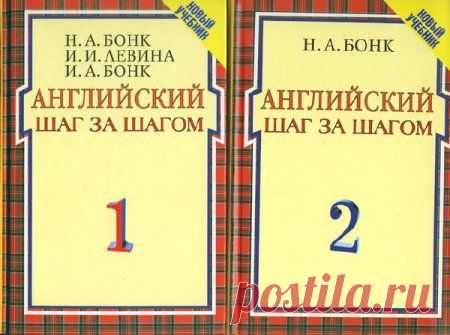 НОВЫЙ
УЧЕБНИК
Н. А. БОНК
И. И. ЛЕВИНА
И. А. БОНК
АНГЛИЙСКИЙ
ШАГ ЗА ШАГОМ
1
НОВЫЙ
УЧЕБНИК
Н. А. БОНК
АНГЛИЙСКИЙ
ШАГ ЗА ШАГОМ
2
postila.ru